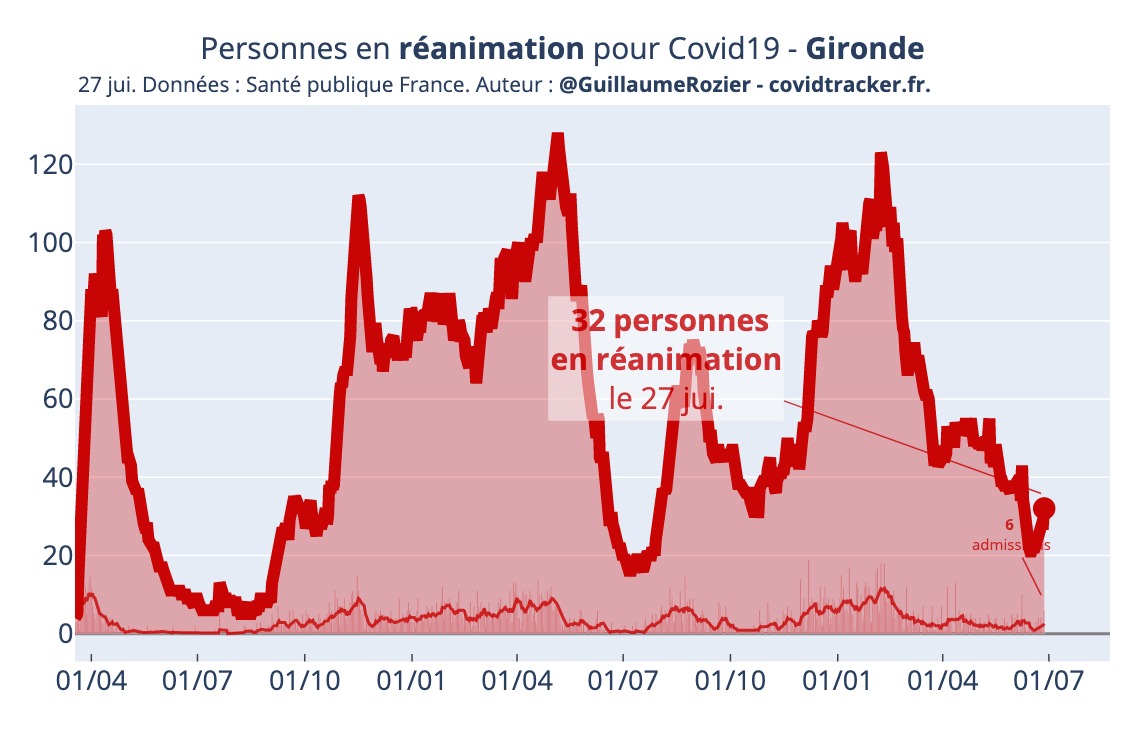 Personnes en réanimation pour Covid19 - Gironde
27 jui. Données : Santé publique France. Auteur : @GuillaumeRozier - covidtracker.fr.
120
100
80
60
40
20
0
32 personnes
en réanimation
le 27 jui.
6
admissions
01/04 01/07 01/10 01/01 01/04 01/07 01/10 01/01 01/04 01/07